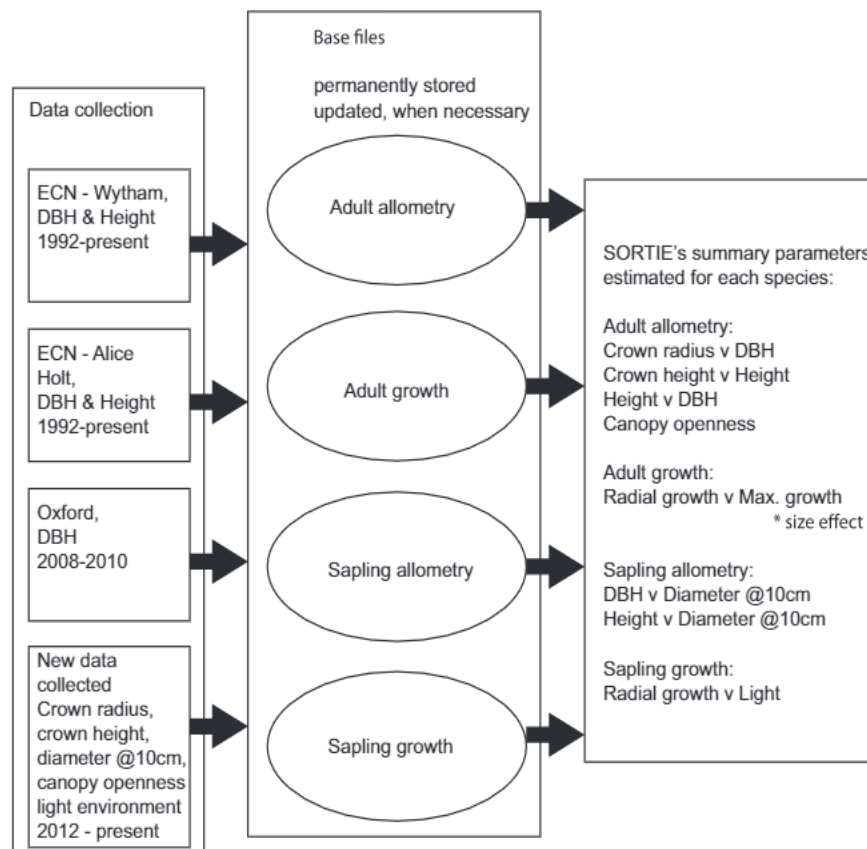 Data collection
ECN - Wytham,
DBH & Height
1992-present
ECN - Alice
Holt,
DBH & Height
1992-present
Oxford,
DBH
2008-2010
New data
collected
Crown radius,
crown height,
diameter @10cm,
canopy openness
light environment
2012 - present
Base files
permanently stored
updated, when necessary
Adult allometry
Adult growth
Sapling allometry
Sapling growth
SORTIE's summary parameters
estimated for each species:
Adult allometry:
Crown radius v DBH
Crown height v Height
Height v DBH
Canopy openness
Adult growth:
Radial growth v Max. growth
* size effect
Sapling allometry:
DBH v Diameter @10cm
Height v Diameter @10cm
Sapling growth:
Radial growth v Light